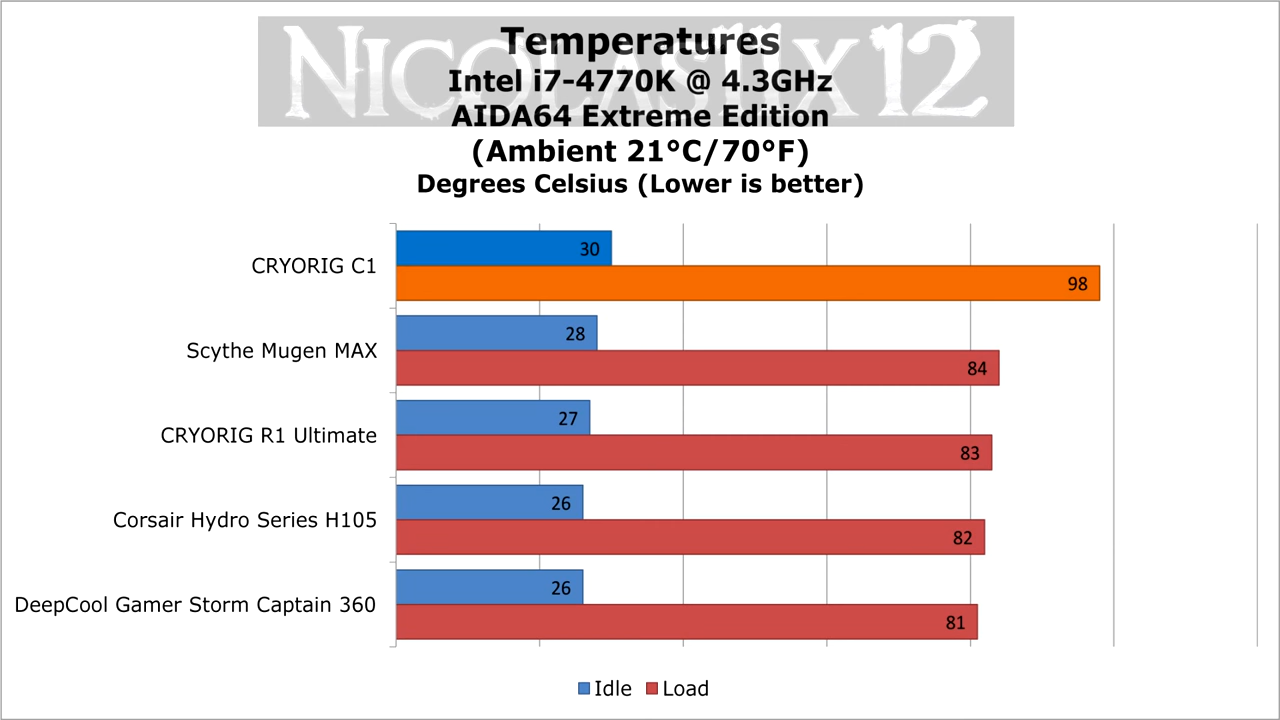 NICOLAS11X12
Temperatures
Intel i7-4770K @ 4.3GHz
AIDA64 Extreme Edition
(Ambient 21°C/70°F)
Degrees Celsius (Lower is better)
CRYORIG C1
30
98
Scythe Mugen MAX
28
84
CRYORIG R1 Ultimate
27
83
Corsair Hydro Series H105
26
82
DeepCool Gamer Storm Captain 360
26
81
Idle
Load